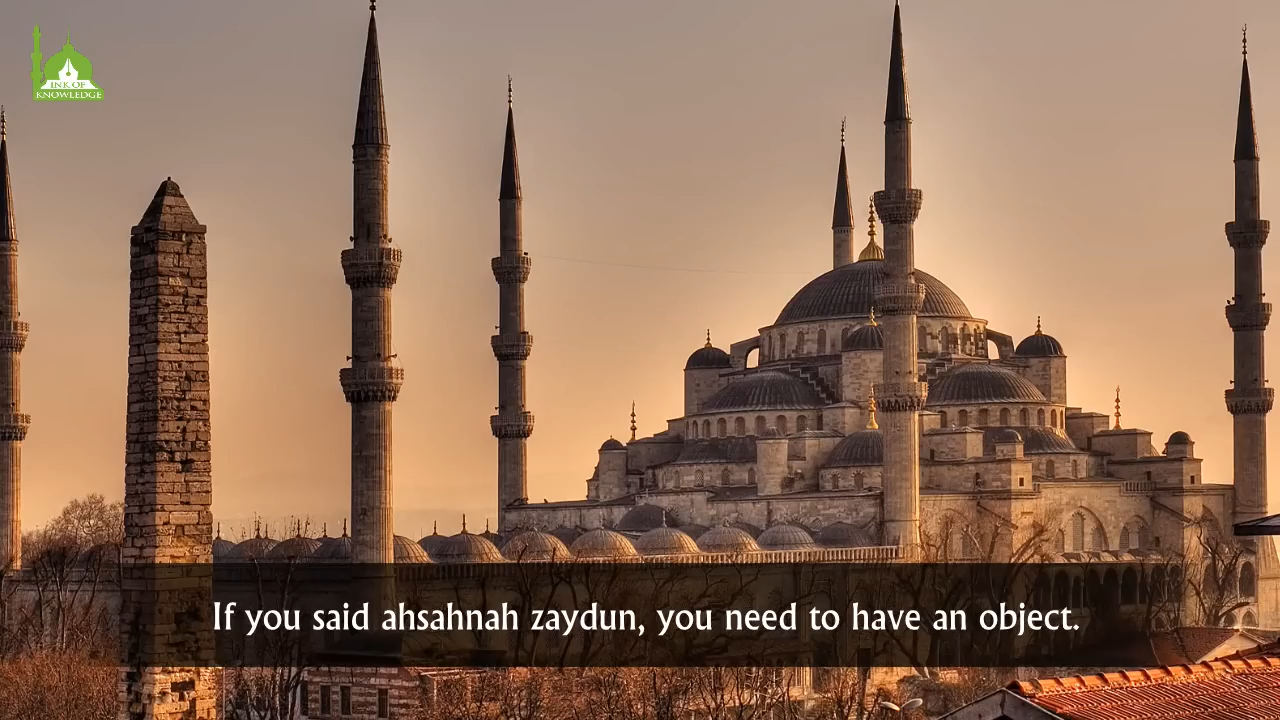 INK OF
KNOWLEDGE
If you said ahsahnah zaydun, you need to have an object.